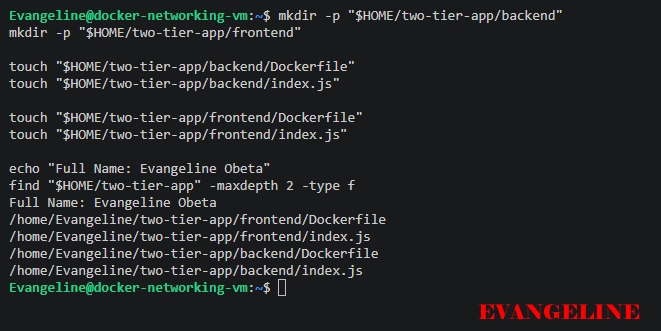 Evangeline@docker-networking-vm:~$ mkdir -p "$HOME/two-tier-app/backend"
mkdir -p "$HOME/two-tier-app/frontend"
touch "$HOME/two-tier-app/backend/Dockerfile"
touch "$HOME/two-tier-app/backend/index.js"
touch "$HOME/two-tier-app/frontend/Dockerfile"
touch "$HOME/two-tier-app/frontend/index.js"
echo "Full Name: Evangeline Obeta"
find "$HOME/two-tier-app" -maxdepth 2 -type f
Full Name: Evangeline Obeta
/home/Evangeline/two-tier-app/frontend/Dockerfile
/home/Evangeline/two-tier-app/frontend/index.js
/home/Evangeline/two-tier-app/backend/Dockerfile
/home/Evangeline/two-tier-app/backend/index.js
Evangeline@docker-networking-vm:~$
EVANGELINE